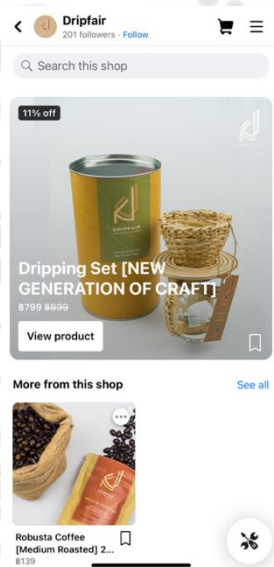 Dripfair
201 followers · Follow
Search this shop
11% off
Dripping Set [NEW
GENERATION OF CRAFT]
฿799 ฿899
View product
More from this shop
See all
Robusta Coffee
[Medium Roasted] 2...
฿139